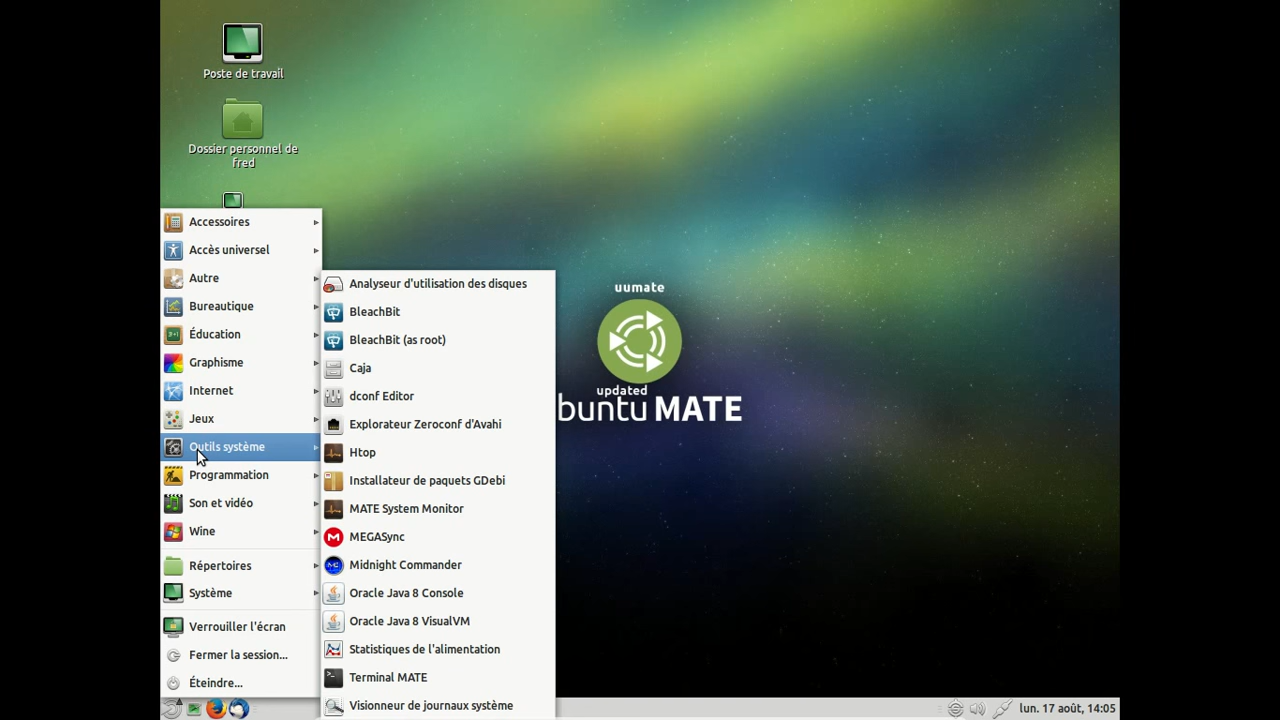 Poste de travail
Dossier personnel de
fred
Accessoires
Accès universel
Autre
Bureautique
Éducation
Graphisme
Internet
Jeux
Outils système
Programmation
Son et vidéo
Wine
Répertoires
Système
Verrouiller l'écran
Fermer la session...
Éteindre...
Analyseur d'utilisation des disques
BleachBit
BleachBit (as root)
Caja
dconf Editor
Explorateur Zeroconf d'Avahi
Htop
Installateur de paquets GDebi
MATE System Monitor
MEGASync
Midnight Commander
Oracle Java 8 Console
Oracle Java 8 VisualVM
Statistiques de l'alimentation
Terminal MATE
Visionneur de journaux système
uumate
updated
buntu MATE
lun. 17 août, 14:05